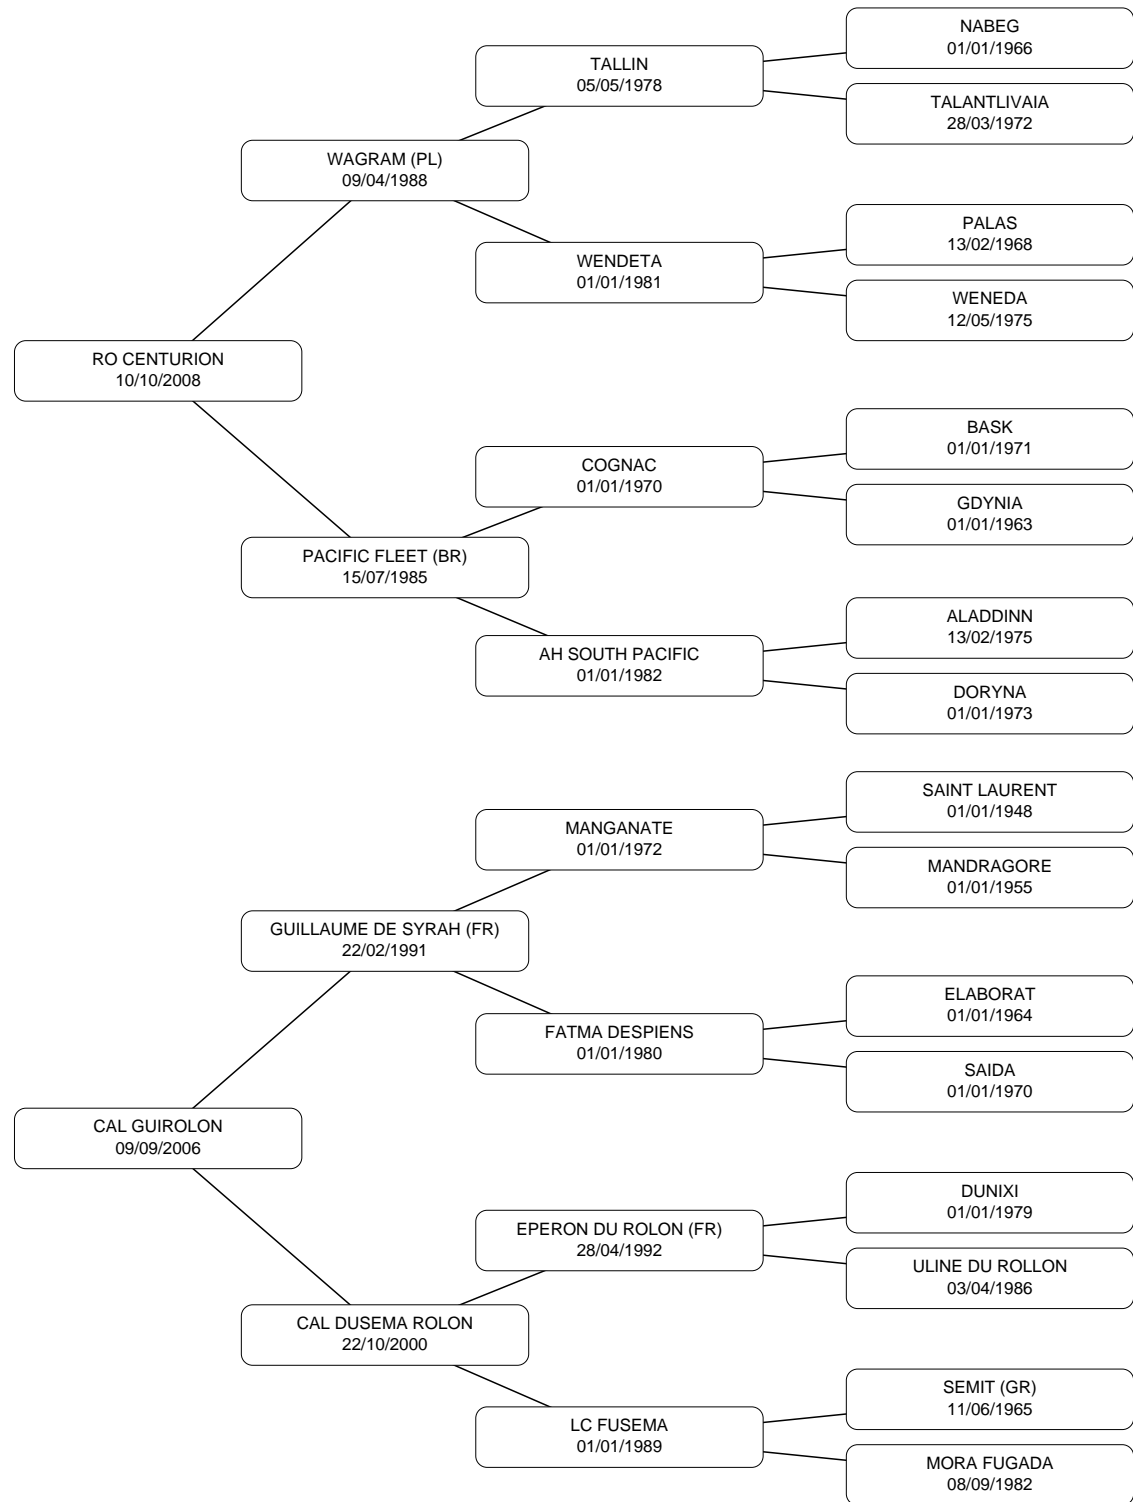 NABEG
01/01/1966
TALLIN
05/05/1978
TALANTLIVAIA
28/03/1972
WAGRAM (PL)
09/04/1988
PALAS
13/02/1968
WENDETA
01/01/1981
WENEDA
12/05/1975
RO CENTURION
10/10/2008
BASK
01/01/1971
COGNAC
01/01/1970
GDYNIA
01/01/1963
PACIFIC FLEET (BR)
15/07/1985
ALADDINN
13/02/1975
AH SOUTH PACIFIC
01/01/1982
DORYNA
01/01/1973
SAINT LAURENT
01/01/1948
MANGANATE
01/01/1972
MANDRAGORE
01/01/1955
GUILLAUME DE SYRAH (FR)
22/02/1991
ELABORAT
01/01/1964
FATMA DESPIENS
01/01/1980
SAIDA
01/01/1970
CAL GUIROLON
09/09/2006
DUNIXI
01/01/1979
EPERON DU ROLON (FR)
28/04/1992
ULINE DU ROLLON
03/04/1986
CAL DUSEMA ROLON
22/10/2000
SEMIT (GR)
11/06/1965
LC FUSEMA
01/01/1989
MORA FUGADA
08/09/1982